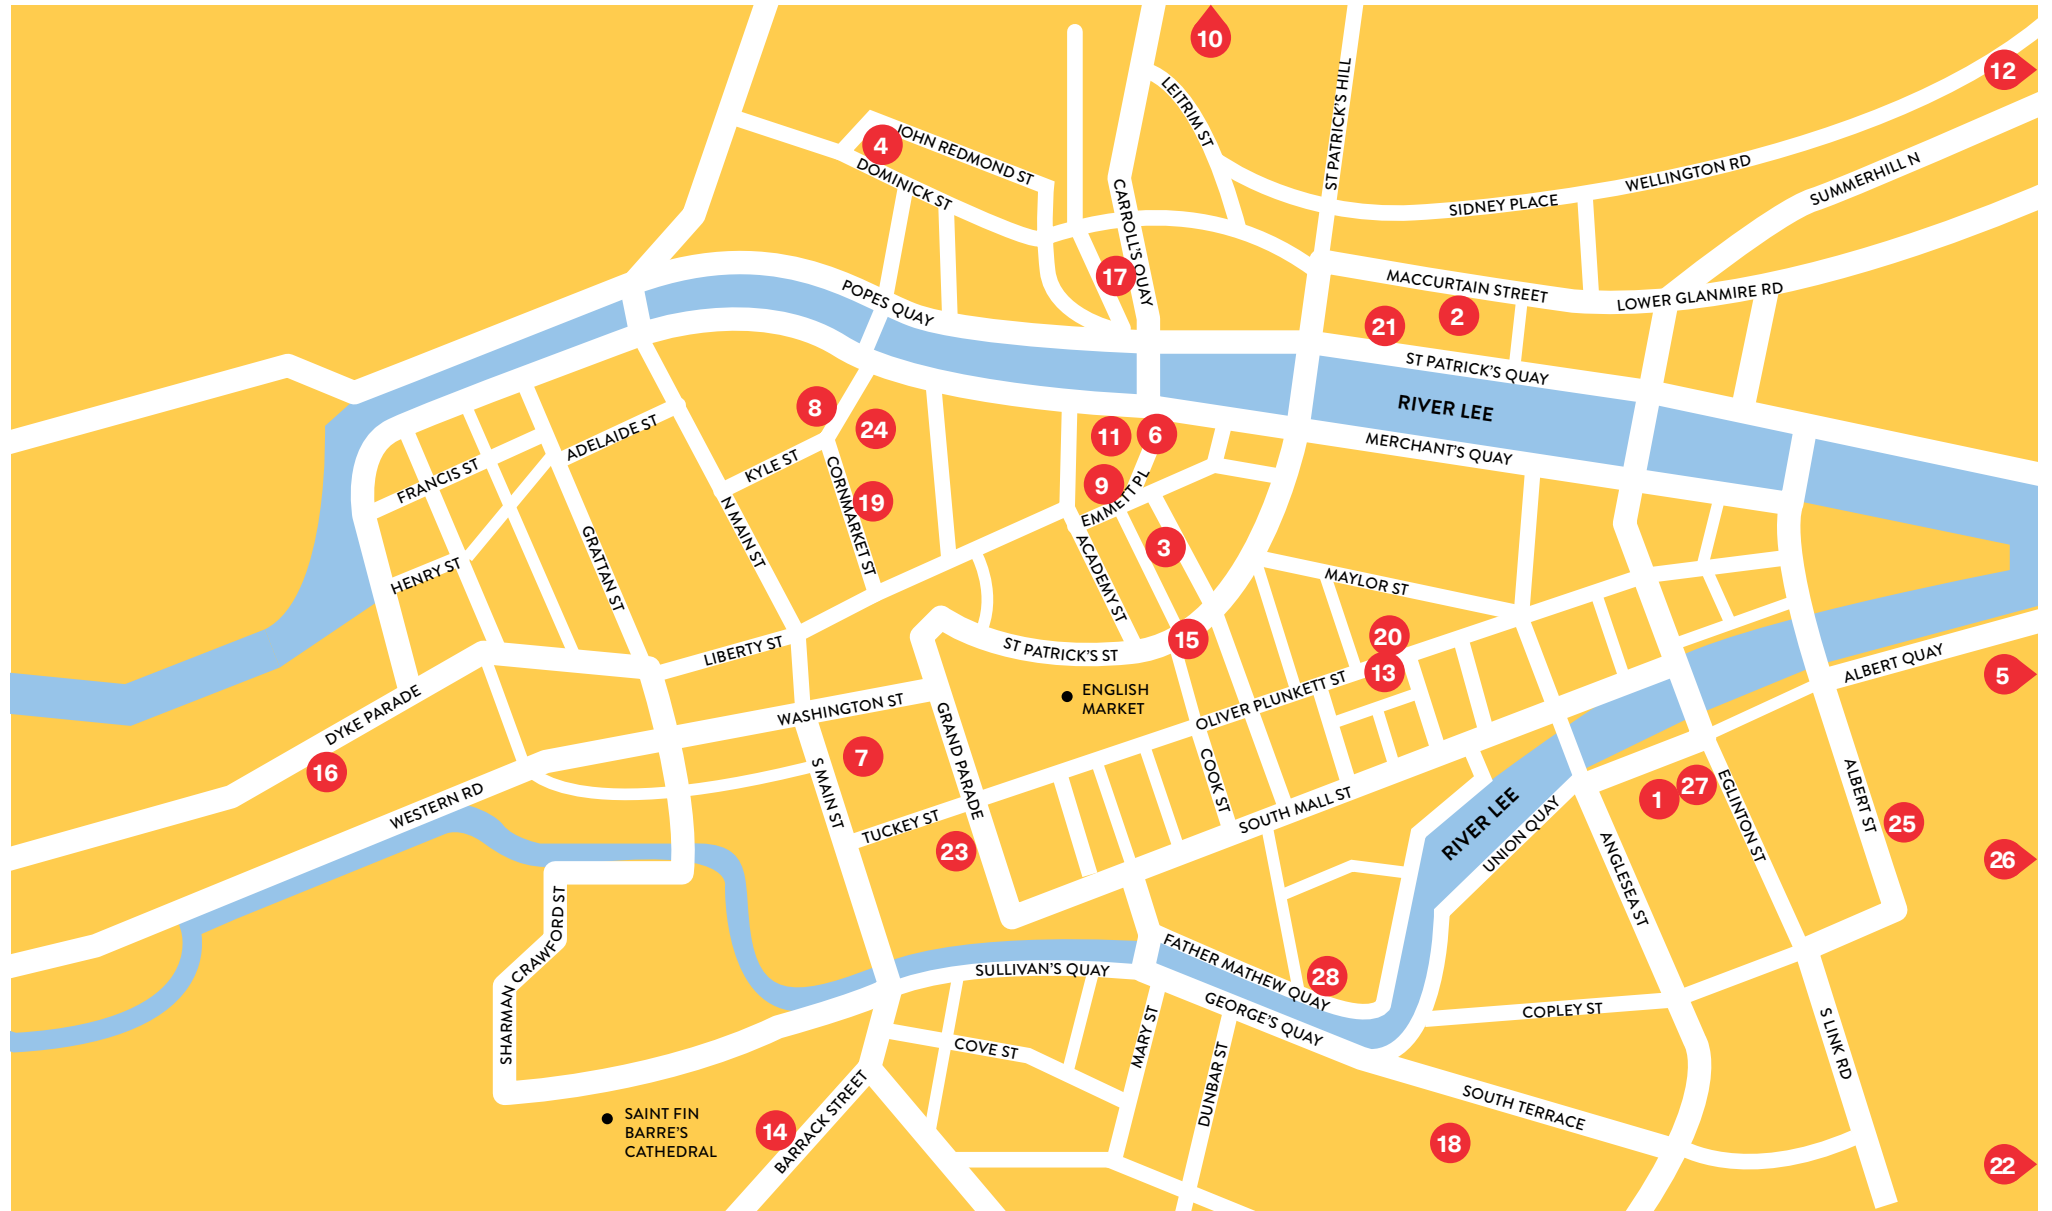 10
12
ST PATRICK'S HILL
LEITRIM ST
4
JOHN REDMOND ST
DOMINICK ST
WELLINGTON RD
SUMMERHILL N
SIDNEY PLACE
CARROLL'S QUAY
17
MACCURTAIN STREET
LOWER GLANMIRE RD
POPES QUAY
21
2
ST PATRICK'S QUAY
RIVER LEE
MERCHANT'S QUAY
8
24
11
6
9
EMMETT PL
ADELAIDE ST
FRANCIS ST
KYLE ST
CORNMARKET ST
19
N MAIN ST
GRATTAN ST
HENRY ST
ACADEMY ST
3
MAYLOR ST
LIBERTY ST
ST PATRICK'S ST
15
20
13
ENGLISH
MARKET
OLIVER PLUNKETT ST
ALBERT QUAY
5
DYKE PARADE
16
WASHINGTON ST
GRAND PARADE
7
S MAIN ST
COOK ST
WESTERN RD
TUCKEY ST
23
SOUTH MALL ST
RIVER LEE
UNION QUAY
1
27
EGLINTON ST
ALBERT ST
25
26
ANGLESEA ST
SHARMAN CRAWFORD ST
SULLIVAN'S QUAY
FATHER MATHEW QUAY
28
GEORGE'S QUAY
COPLEY ST
S LINK RD
COVE ST
MARY ST
DUNBAR ST
SOUTH TERRACE
SAINT FIN
BARRE'S
CATHEDRAL
14
BARRACK STREET
18
22